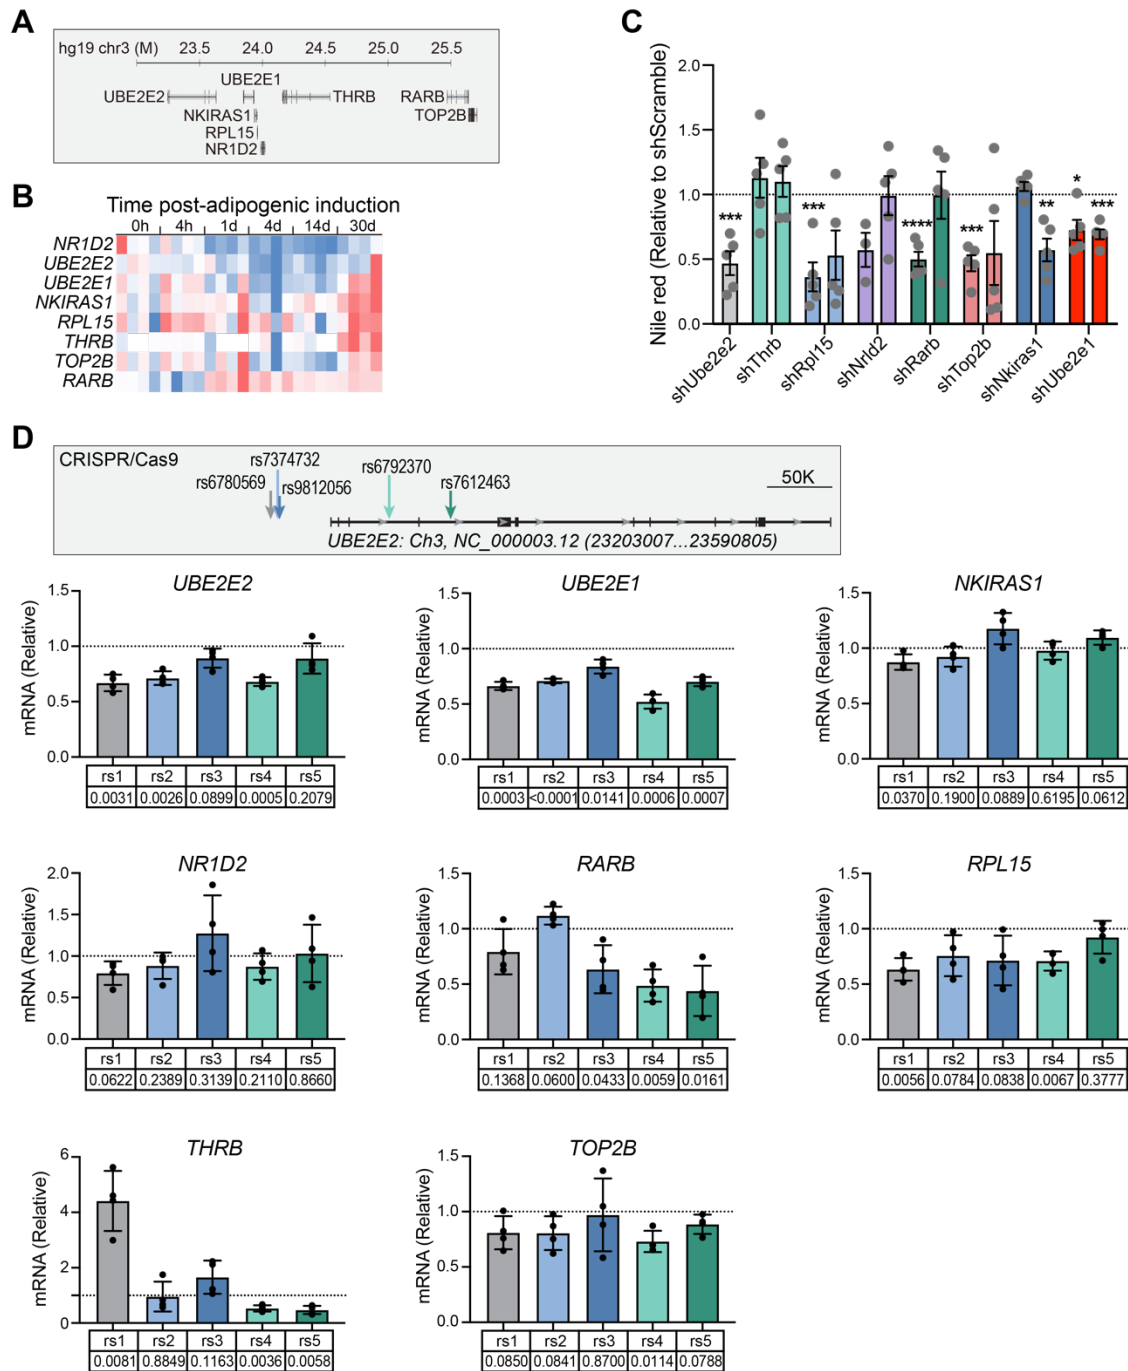 A
hg19 chr3 (M) 23.5 24.0 24.5 25.0 25.5
UBE2E1
UBE2E2 THRB RARB
NKIRAS1 TOP2B
RPL15
NR1D2
B
Time post-adipogenic induction
0h 4h 1d 4d 14d 30d
NR1D2
UBE2E2
UBE2E1
NKIRAS1
RPL15
THRB
TOP2B
RARB
C
Nile red (Relative to shScramble)
2.0
1.5
1.0
0.5
0.0
*** *** **** *** ** * ***
shUbe2e2 shThrb shRpl15 shNrld2 shRarb shTop2b shNkiras1 shUbe2e1
D
CRISPR/Cas9
rs7374732
rs6780569
rs9812056
rs6792370
rs7612463
50K
UBE2E2: Ch3, NC_000003.12 (23203007...23590805)
UBE2E2
mRNA (Relative)
1.5
1.0
0.5
0.0
rs1 rs2 rs3 rs4 rs5
0.0031 0.0026 0.0899 0.0005 0.2079
UBE2E1
mRNA (Relative)
1.5
1.0
0.5
0.0
rs1 rs2 rs3 rs4 rs5
0.0003 <0.0001 0.0141 0.0006 0.0007
NKIRAS1
mRNA (Relative)
1.5
1.0
0.5
0.0
rs1 rs2 rs3 rs4 rs5
0.0370 0.1900 0.0889 0.6195 0.0612
NR1D2
mRNA (Relative)
2.0
1.5
1.0
0.5
0.0
rs1 rs2 rs3 rs4 rs5
0.0622 0.2389 0.3139 0.2110 0.8660
RARB
mRNA (Relative)
1.5
1.0
0.5
0.0
rs1 rs2 rs3 rs4 rs5
0.1368 0.0600 0.0433 0.0059 0.0161
RPL15
mRNA (Relative)
1.5
1.0
0.5
0.0
rs1 rs2 rs3 rs4 rs5
0.0056 0.0784 0.0838 0.0067 0.3777
THRB
mRNA (Relative)
6
4
2
0
rs1 rs2 rs3 rs4 rs5
0.0081 0.8849 0.1163 0.0036 0.0058
TOP2B
mRNA (Relative)
1.5
1.0
0.5
0.0
rs1 rs2 rs3 rs4 rs5
0.0850 0.0841 0.8700 0.0114 0.0788